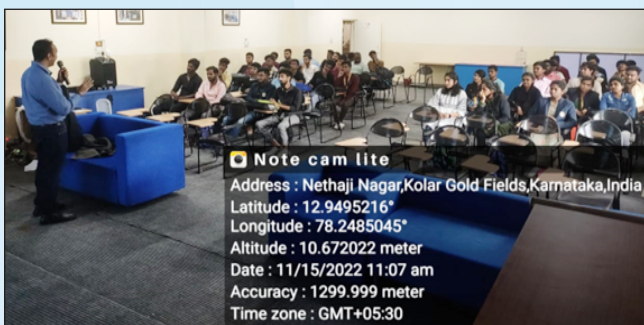 Note cam lite
Address : Nethaji Nagar,Kolar Gold Fields,Karnataka,India
Latitude : 12.9495216°
Longitude : 78.2485045°
Altitude : 10.672022 meter
Date : 11/15/2022 11:07 am
Accuracy : 1299.999 meter
Time zone : GMT+05:30